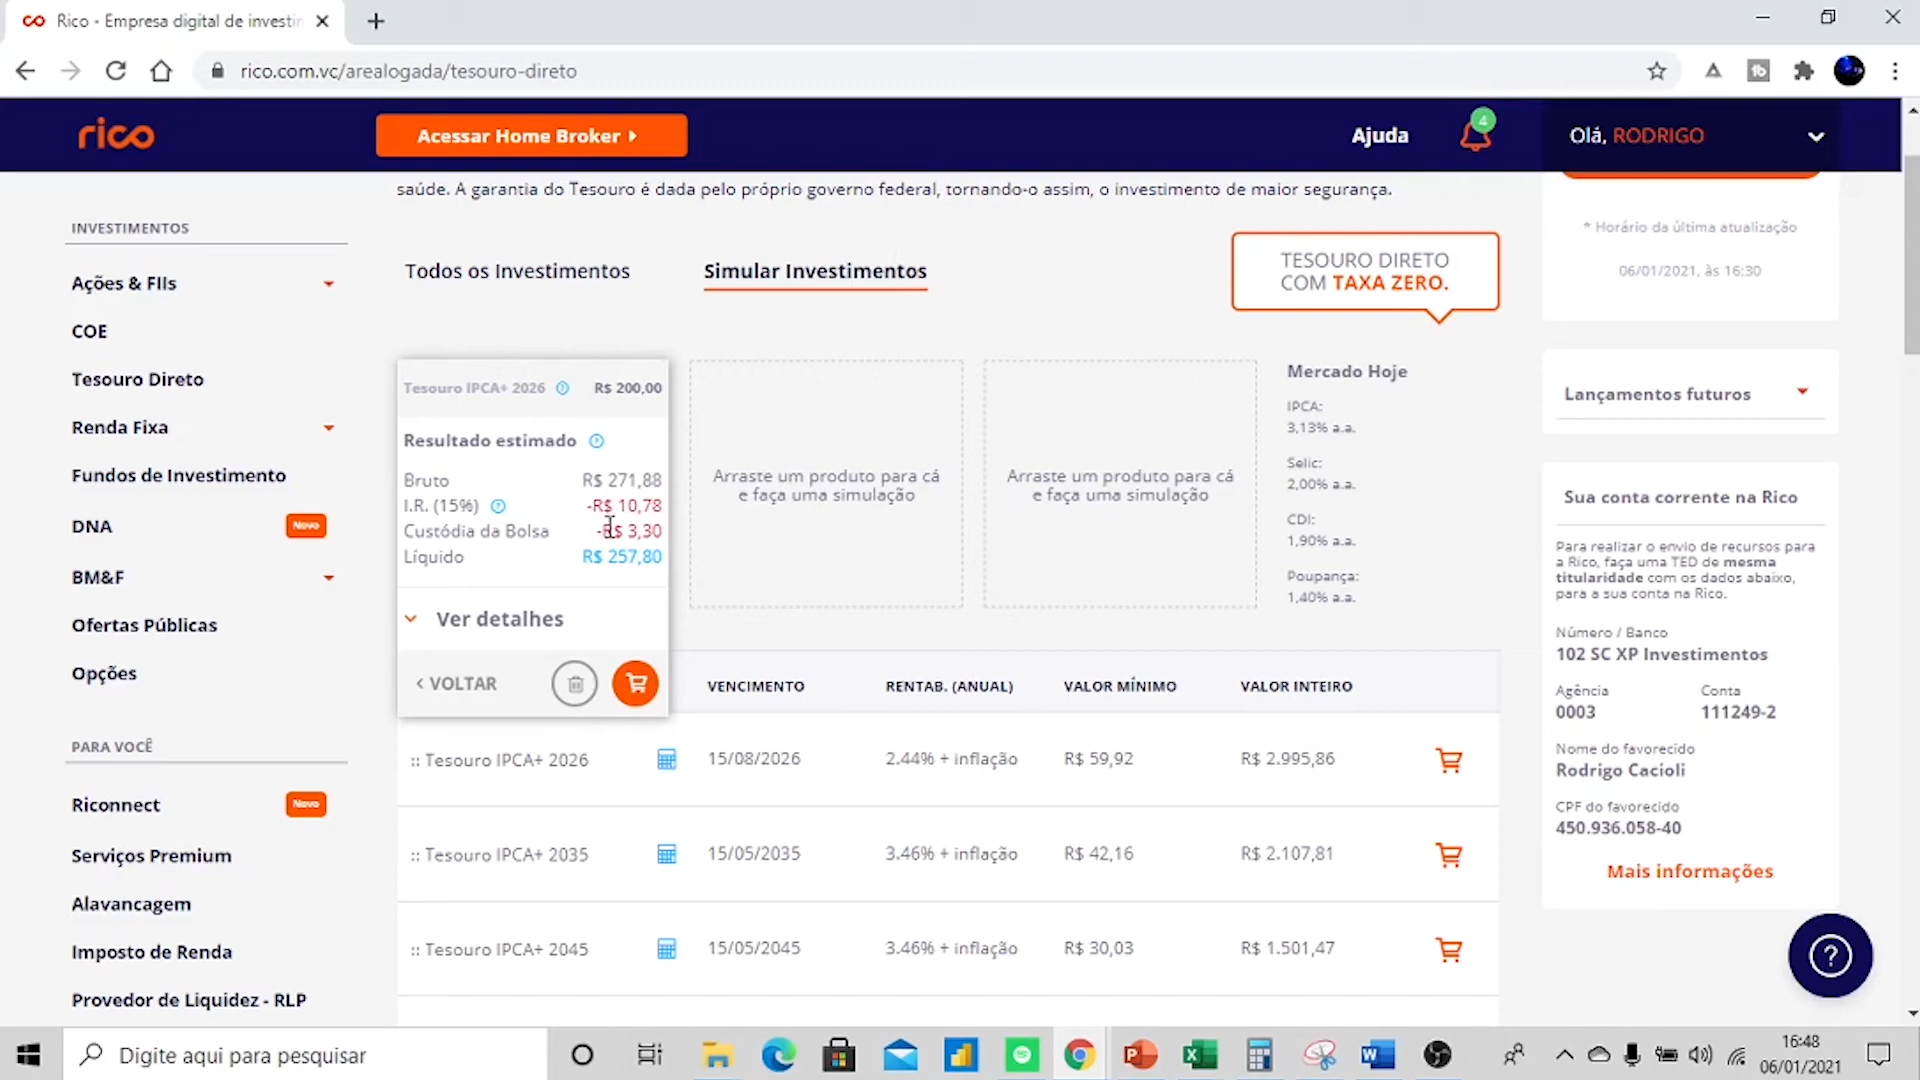 Rico - Empresa digital de investin
rico.com.vc/arealogada/tesouro-direto
rico
Acessar Home Broker
Ajuda
4
Olá, RODRIGO
saúde. A garantia do Tesouro é dada pelo próprio governo federal, tornando-o assim, o investimento de maior segurança.
INVESTIMENTOS
Ações & FIIs
COE
Tesouro Direto
Renda Fixa
Fundos de Investimento
DNA
Novo
BM&F
Ofertas Públicas
Opções
PARA VOCÊ
Riconnect
Novo
Serviços Premium
Alavancagem
Imposto de Renda
Provedor de Liquidez - RLP
Todos os Investimentos
Simular Investimentos
TESOURO DIRETO
COM TAXA ZERO.
Tesouro IPCA+ 2026 ? R$ 200,00
Resultado estimado ?
Bruto R$ 271,88
I.R. (15%) ? -R$ 10,78
Custódia da Bolsa -R$ 3,30
Líquido R$ 257,80
Ver detalhes
< VOLTAR
Arraste um produto para cá
e faça uma simulação
Arraste um produto para cá
e faça uma simulação
Mercado Hoje
IPCA:
3,13% a.a.
Selic:
2,00% a.a.
CDI:
1,90% a.a.
Poupança:
1,40% a.a.
VENCIMENTO RENTAB. (ANUAL) VALOR MÍNIMO VALOR INTEIRO
:: Tesouro IPCA+ 2026 15/08/2026 2.44% + inflação R$ 59,92 R$ 2.995,86
:: Tesouro IPCA+ 2035 15/05/2035 3.46% + inflação R$ 42,16 R$ 2.107,81
:: Tesouro IPCA+ 2045 15/05/2045 3.46% + inflação R$ 30,03 R$ 1.501,47
* Horário da última atualização
06/01/2021, às 16:30
Lançamentos futuros
Sua conta corrente na Rico
Para realizar o envio de recursos para
a Rico, faça uma TED de mesma
titularidade com os dados abaixo,
para a sua conta na Rico.
Número / Banco
102 SC XP Investimentos
Agência Conta
0003 111249-2
Nome do favorecido
Rodrigo Cacioli
CPF do favorecido
450.936.058-40
Mais informações
?
Digite aqui para pesquisar
16:48
06/01/2021